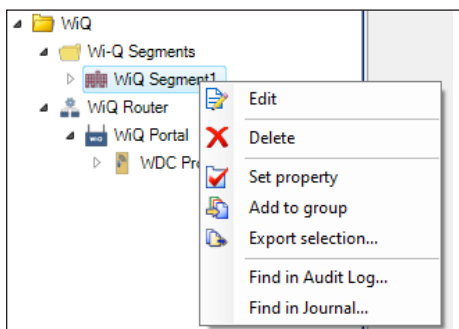 WiQ
Wi-Q Segments
WiQ Segment1
WiQ Router
WiQ Portal
WDC
Edit
Delete
Set property
Add to group
Export selection...
Find in Audit Log...
Find in Journal...